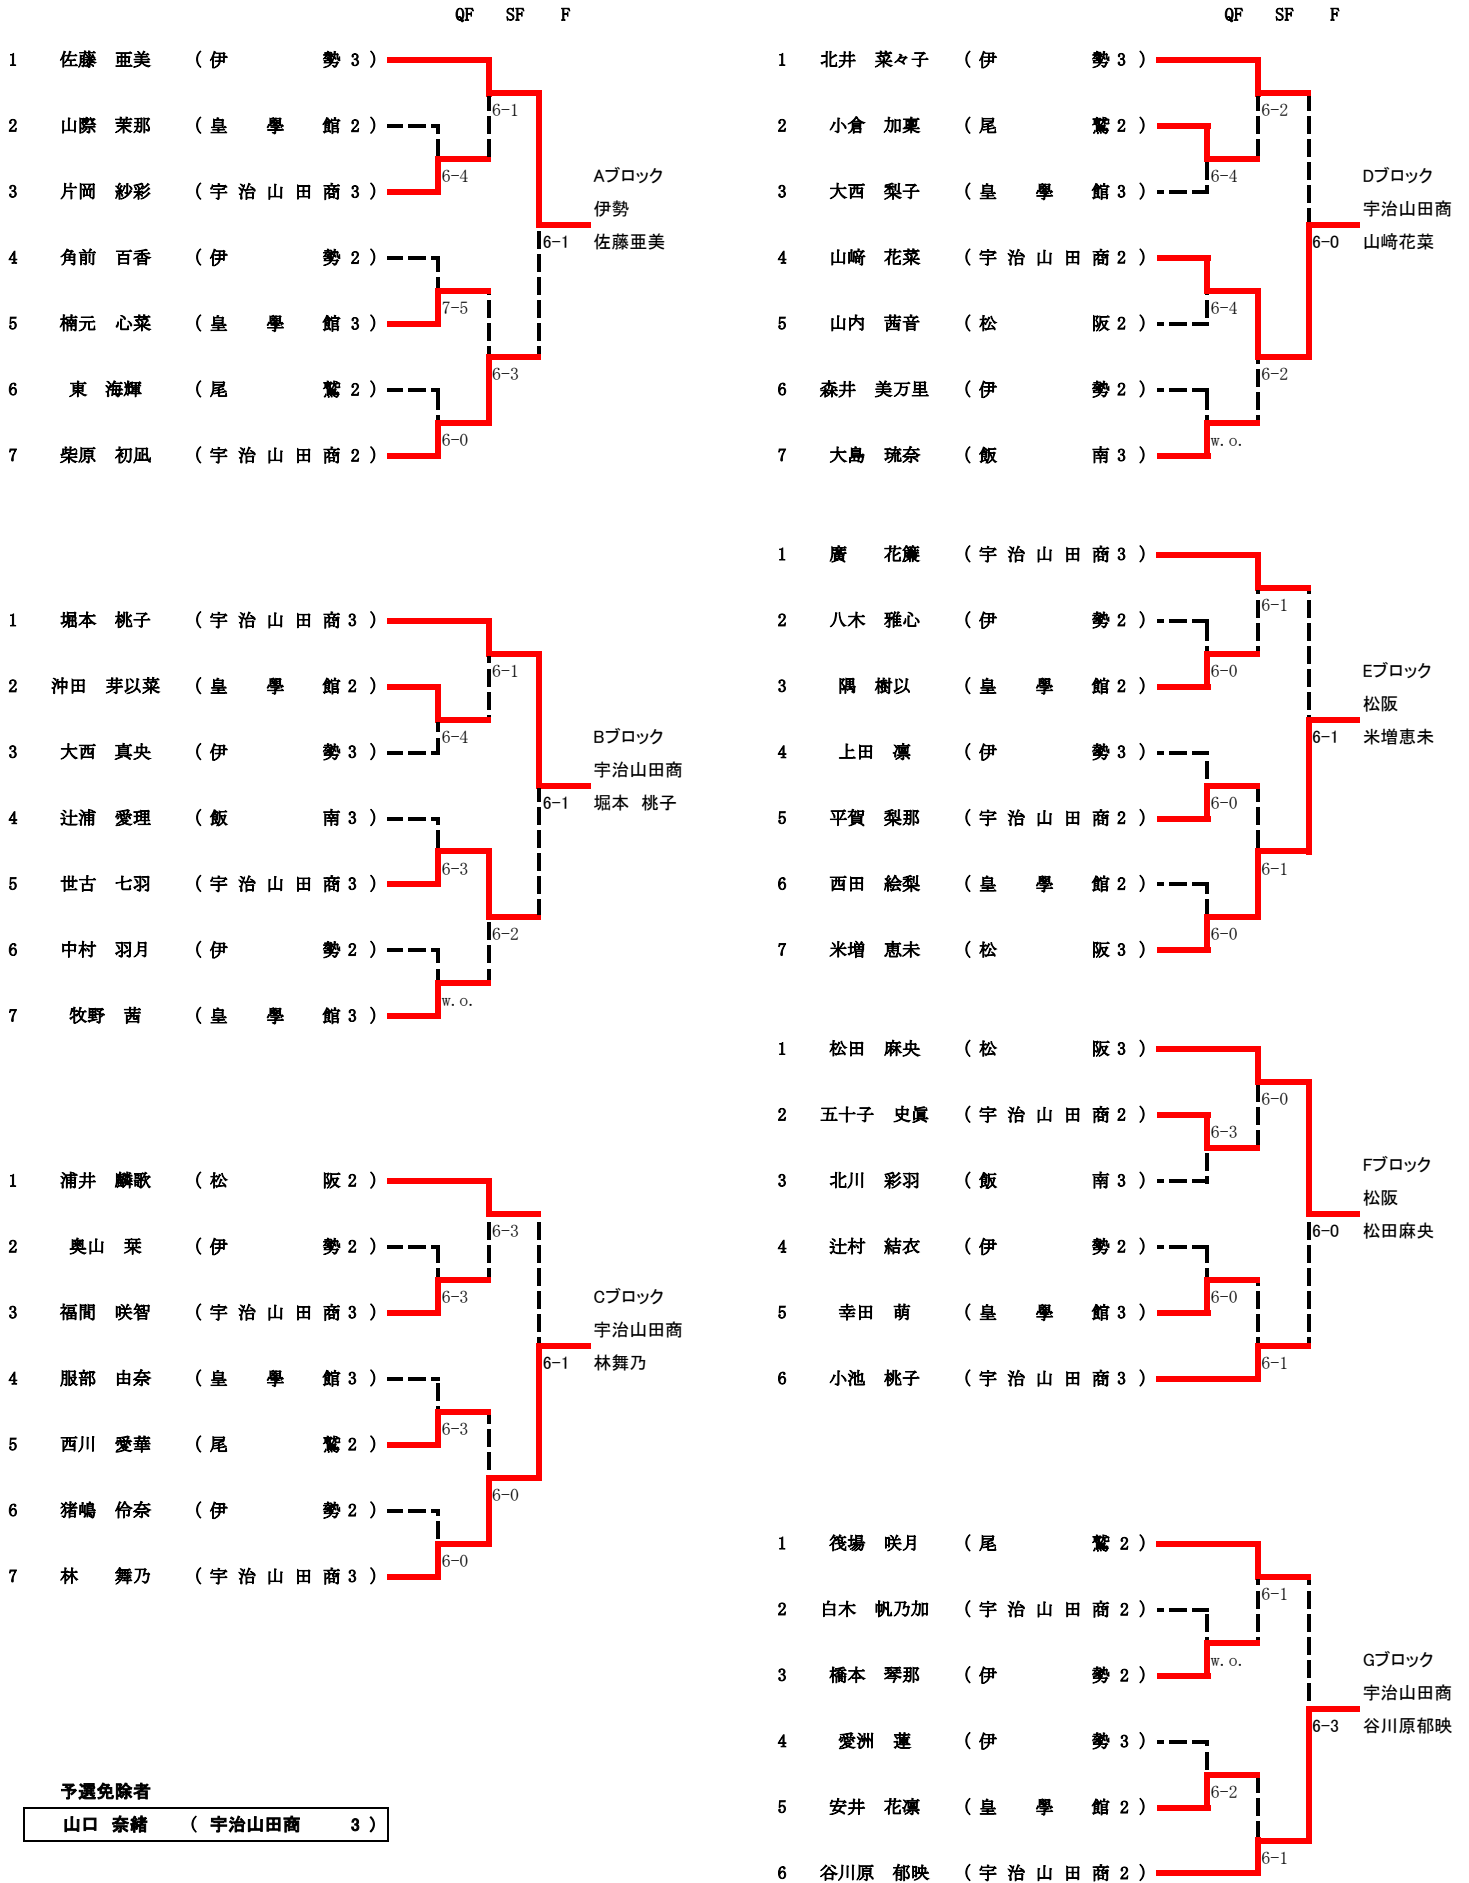 QF SF F
1 佐藤 亜美 (伊 勢3)
6-1
2 山際 茉那 (皇 學 館2)
6-4
3 片岡 紗彩 (宇治山田商3)
Aブロック
伊勢
6-1 佐藤亜美
4 角前 百香 (伊 勢2)
7-5
5 楠元 心菜 (皇 學 館3)
6-3
6 東 海輝 (尾 鷲2)
6-0
7 柴原 初凪 (宇治山田商2)
1 堀本 桃子 (宇治山田商3)
6-1
2 沖田 芽以菜 (皇 學 館2)
6-4
3 大西 真央 (伊 勢3)
Bブロック
宇治山田商
6-1 堀本 桃子
4 辻浦 愛理 (飯 南3)
6-3
5 世古 七羽 (宇治山田商3)
6-2
6 中村 羽月 (伊 勢2)
w.o.
7 牧野 茜 (皇 學 館3)
1 浦井 麟歌 (松 阪2)
6-3
2 奥山 栞 (伊 勢2)
6-3
3 福間 咲智 (宇治山田商3)
Cブロック
宇治山田商
6-1 林舞乃
4 服部 由奈 (皇 學 館3)
6-3
5 西川 愛華 (尾 鷲2)
6-0
6 猪嶋 伶奈 (伊 勢2)
6-0
7 林 舞乃 (宇治山田商3)
予選免除者
山口 奈緒 (宇治山田商 3)
QF SF F
1 北井 菜々子 (伊 勢3)
6-2
2 小倉 加稟 (尾 鷲2)
6-4
3 大西 梨子 (皇 學 館3)
Dブロック
宇治山田商
6-0 山﨑花菜
4 山﨑 花菜 (宇治山田商2)
6-4
5 山内 茜音 (松 阪2)
6-2
6 森井 美万里 (伊 勢2)
w.o.
7 大島 琉奈 (飯 南3)
1 廣 花簾 (宇治山田商3)
6-1
2 八木 雅心 (伊 勢2)
6-0
3 隅 樹以 (皇 學 館2)
Eブロック
松阪
6-1 米増恵未
4 上田 凛 (伊 勢3)
6-0
5 平賀 梨那 (宇治山田商2)
6-1
6 西田 絵梨 (皇 學 館2)
6-0
7 米増 恵未 (松 阪3)
1 松田 麻央 (松 阪3)
6-0
2 五十子 史眞 (宇治山田商2)
6-3
3 北川 彩羽 (飯 南3)
Fブロック
松阪
6-0 松田麻央
4 辻村 結衣 (伊 勢2)
6-0
5 幸田 萌 (皇 學 館3)
6-1
6 小池 桃子 (宇治山田商3)
1 筏場 咲月 (尾 鷲2)
6-1
2 白木 帆乃加 (宇治山田商2)
w.o.
3 橋本 琴那 (伊 勢2)
Gブロック
宇治山田商
6-3 谷川原郁映
4 愛洲 蓮 (伊 勢3)
6-2
5 安井 花凛 (皇 學 館2)
6-1
6 谷川原 郁映 (宇治山田商2)